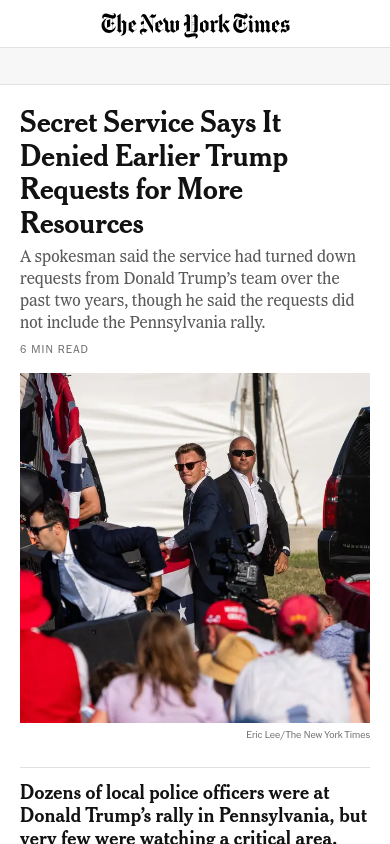 The New York Times
Secret Service Says It
Denied Earlier Trump
Requests for More
Resources
A spokesman said the service had turned down
requests from Donald Trump’s team over the
past two years, though he said the requests did
not include the Pennsylvania rally.
6 MIN READ
Eric Lee/The New York Times
Dozens of local police officers were at
Donald Trump’s rally in Pennsylvania, but
very few were watching a critical area.